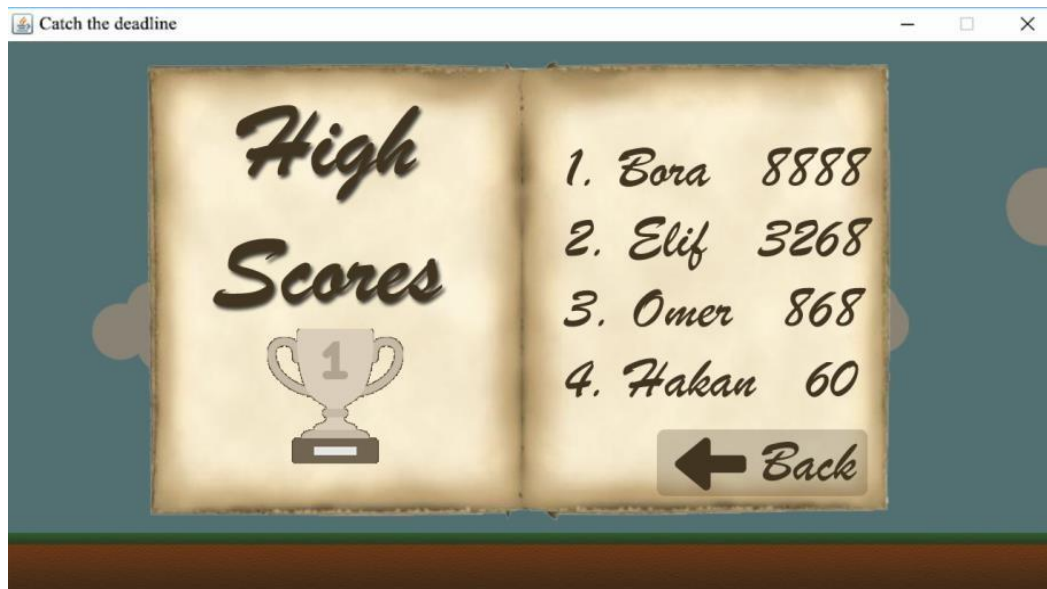 Catch the deadline
High
Scores
1
1. Bora 8888
2. Elif 3268
3. Omer 868
4. Hakan 60
Back